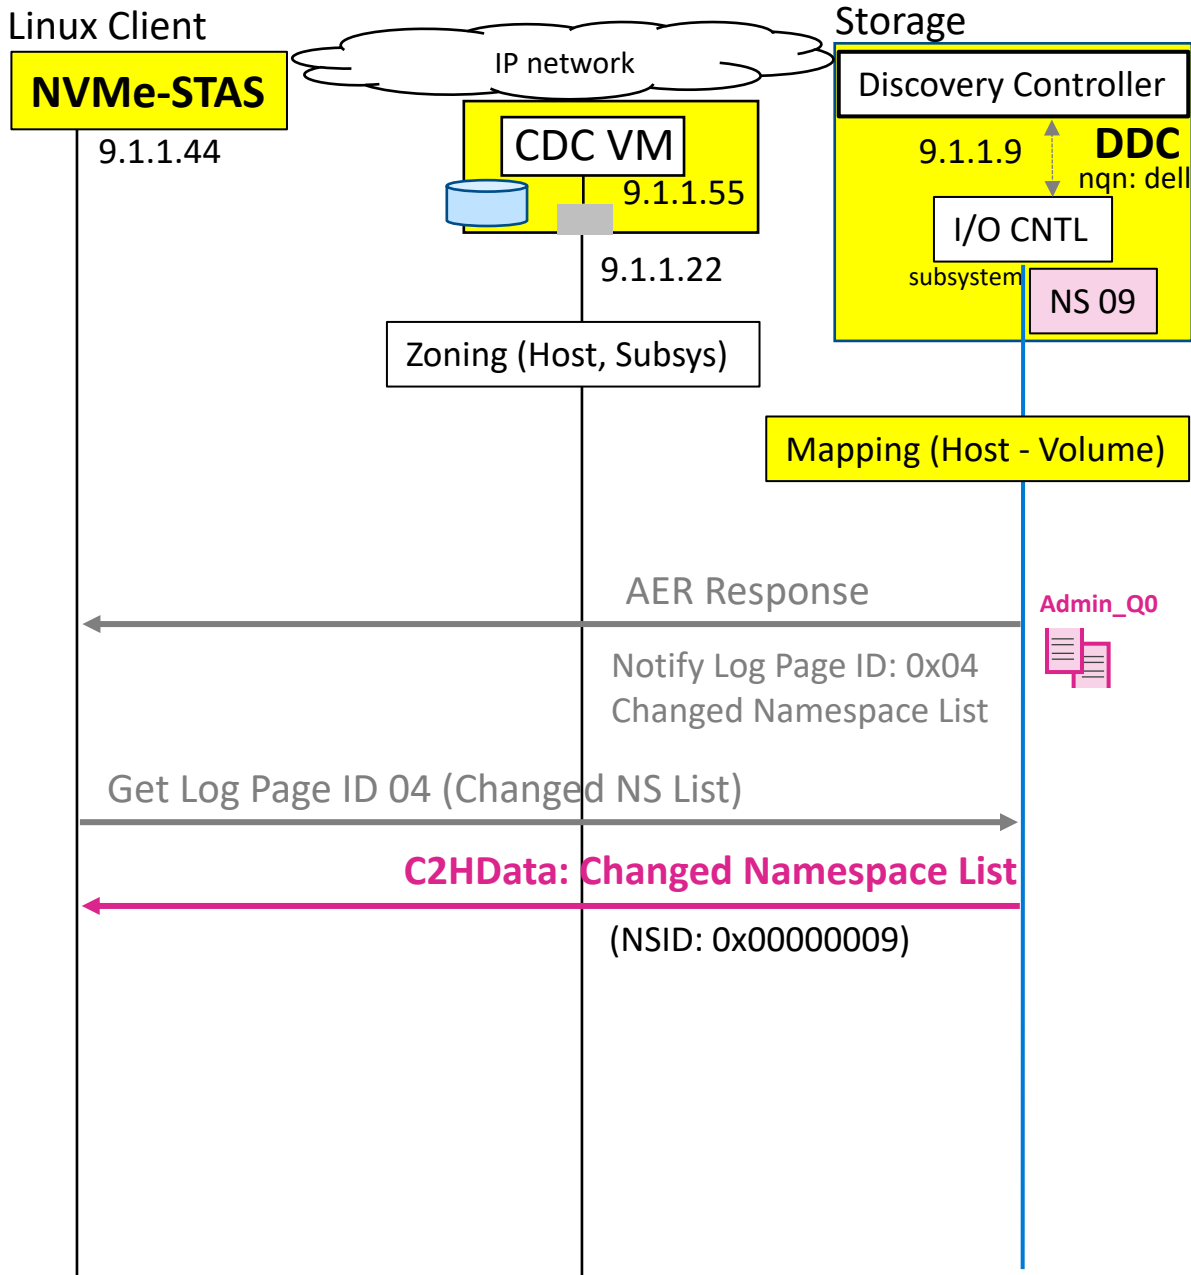 Linux Client
Storage
IP network
NVMe-STAS
9.1.1.44
CDC VM
9.1.1.55
9.1.1.22
Discovery Controller
9.1.1.9
DDC
nqn: dell
I/O CNTL
subsystem
NS 09
Zoning (Host, Subsys)
Mapping (Host - Volume)
AER Response
Admin_Q0
Notify Log Page ID: 0x04
Changed Namespace List
Get Log Page ID 04 (Changed NS List)
C2HData: Changed Namespace List
(NSID: 0x00000009)